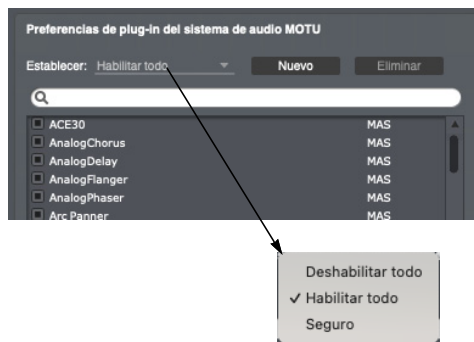 Preferencias de plug-in del sistema de audio MOTU
Establecer: Habilitar todo Nuevo Eliminar
ACE30 MAS
AnalogChorus MAS
AnalogDelay MAS
AnalogFlanger MAS
AnalogPhaser MAS
Arc Panner MAS
Deshabilitar todo
✓ Habilitar todo
Seguro